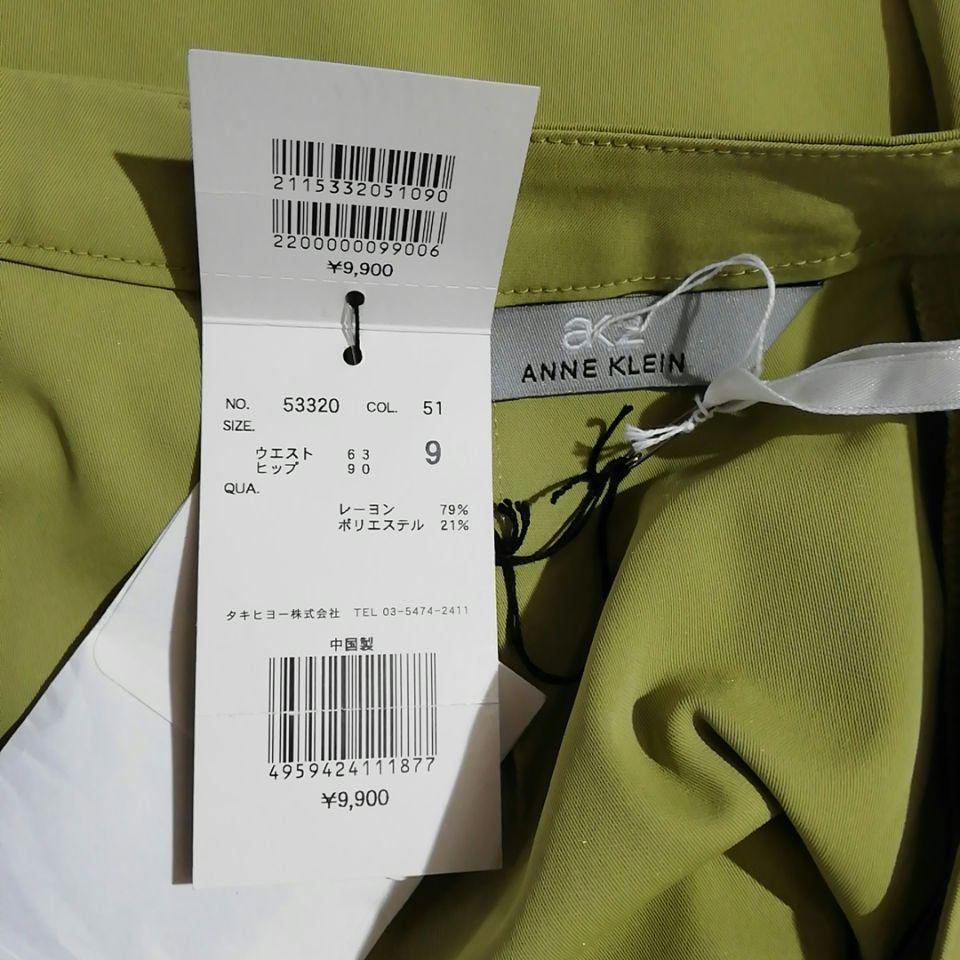 2115332051090
2200000099006
¥9,900
ak2
ANNE KLEIN
NO. 53320 COL. 51
SIZE.
ウエスト 63
ヒップ 90
9
QUA.
レーヨン 79%
ポリエステル 21%
タキヒヨー株式会社 TEL 03-5474-2411
中国製
4959424111877
¥9,900